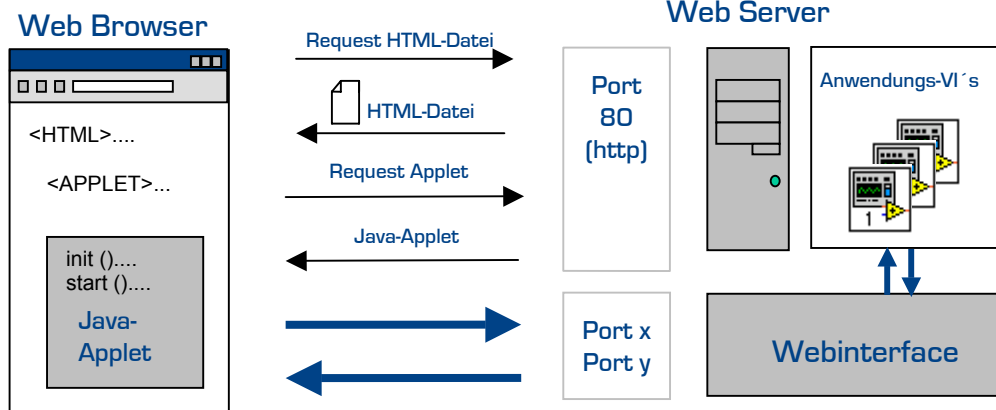 Web Browser
Web Server
<HTML>....
<APPLET>...
init ()....
start ()....
Java-
Applet
Request HTML-Datei
HTML-Datei
Request Applet
Java-Applet
Port
80
(http)
Port x
Port y
Anwendungs-VI´s
1
Webinterface